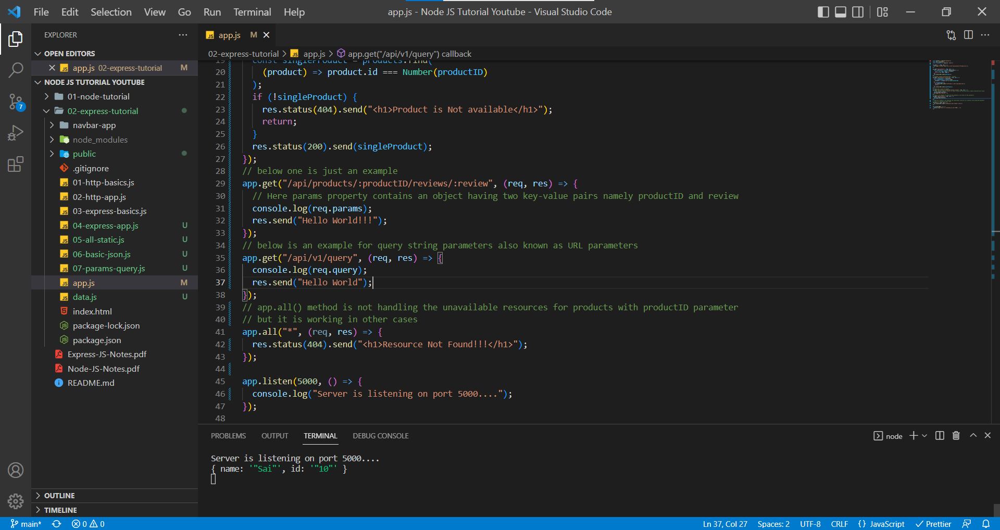 File Edit Selection View Go Run Terminal Help
app.js - Node JS Tutorial Youtube - Visual Studio Code
EXPLORER
OPEN EDITORS
app.js 02-express-tutorial M
NODE JS TUTORIAL YOUTUBE
01-node-tutorial
02-express-tutorial
navbar-app
node_modules
public
.gitignore
01-http-basics.js
02-http-app.js
03-express-basics.js
04-express-app.js U
05-all-static.js U
06-basic-json.js U
07-params-query.js U
app.js M
data.js U
index.html
package-lock.json
package.json
Express-JS-Notes.pdf
Node-JS-Notes.pdf
README.md
OUTLINE
TIMELINE
7
app.js M
02-express-tutorial > app.js > app.get("/api/v1/query") callback
19 const singleProduct = products.find(
20 (product) => product.id === Number(productID)
21 );
22 if (!singleProduct) {
23 res.status(404).send("<h1>Product is Not available</h1>");
24 return;
25 }
26 res.status(200).send(singleProduct);
27 });
28 // below one is just an example
29 app.get("/api/products/:productID/reviews/:review", (req, res) => {
30 // Here params property contains an object having two key-value pairs namely productID and review
31 console.log(req.params);
32 res.send("Hello World!!!");
33 });
34 // below is an example for query string parameters also known as URL parameters
35 app.get("/api/v1/query", (req, res) => {
36 console.log(req.query);
37 res.send("Hello World");
38 });
39 // app.all() method is not handling the unavailable resources for products with productID parameter
40 // but it is working in other cases
41 app.all("*", (req, res) => {
42 res.status(404).send("<h1>Resource Not Found!!!</h1>");
43 });
44
45 app.listen(5000, () => {
46 console.log("Server is listening on port 5000....");
47 });
48
PROBLEMS OUTPUT TERMINAL DEBUG CONSOLE
node
Server is listening on port 5000....
{ name: '"Sai"', id: '"10"' }
main* 0 0
Ln 37, Col 27 Spaces: 2 UTF-8 CRLF {} JavaScript Prettier